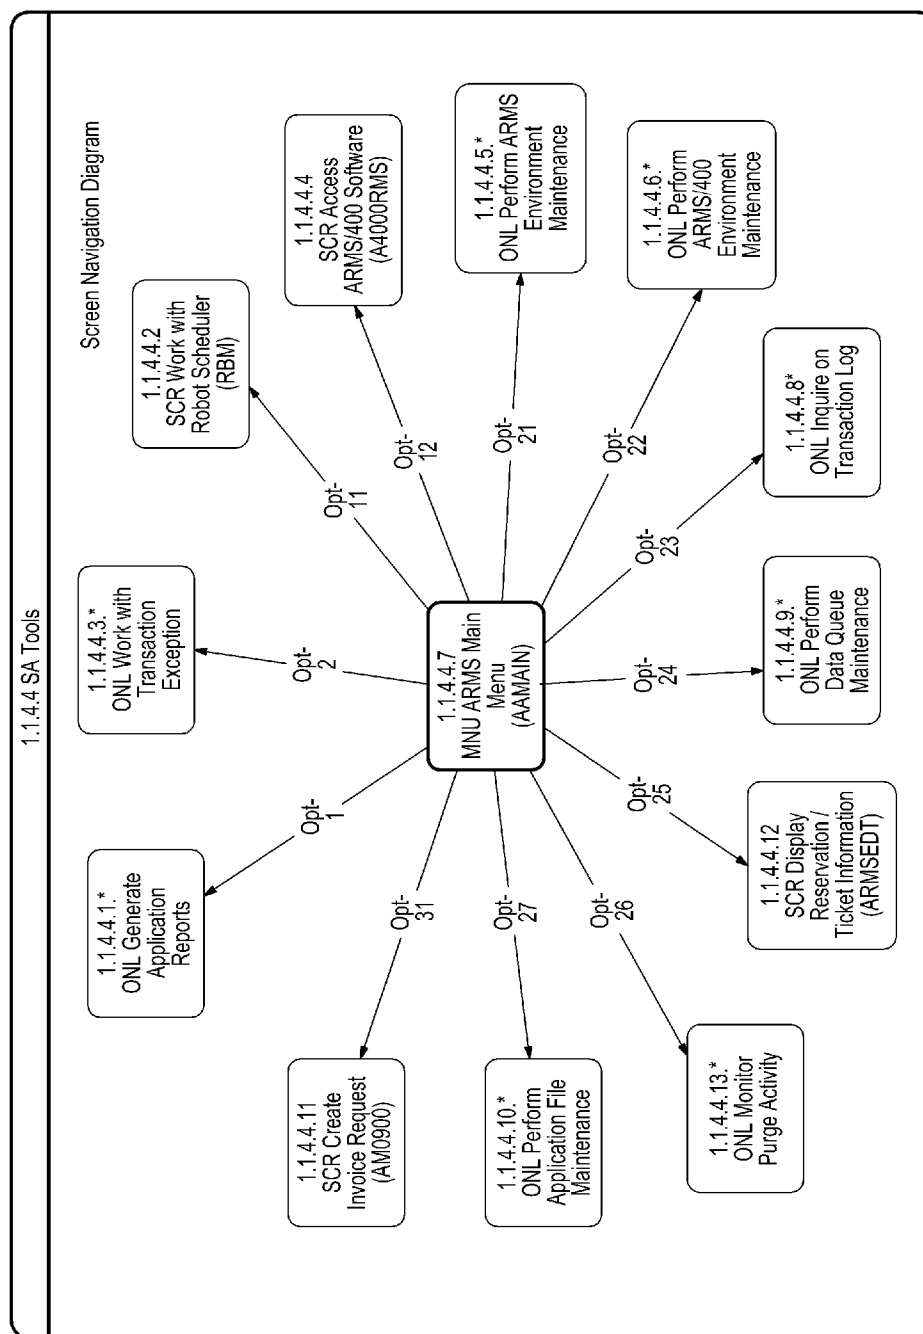 1.1.4.4 SA Tools
Screen Navigation Diagram
1.1.4.4.1.*
ONL Generate
Application
Reports
1.1.4.4.3.*
ONL Work with
Transaction
Exception
1.1.4.4.2
SCR Work with
Robot Scheduler
(RBM)
1.1.4.4.4
SCR Access
ARMS/400 Software
(A4000RMS)
1.1.4.4.5.*
ONL Perform ARMS
Environment
Maintenance
1.1.4.4.6.*
ONL Perform
ARMS/400
Environment
Maintenance
1.1.4.4.8*
ONL Inquire on
Transaction Log
1.1.4.4.9.*
ONL Perform
Data Queue
Maintenance
1.1.4.4.12
SCR Display
Reservation /
Ticket Information
(ARMSEDT)
1.1.4.4.13.*
ONL Monitor
Purge Activity
1.1.4.4.10.*
ONL Perform
Application File
Maintenance
1.1.4.4.11
SCR Create
Invoice Request
(AM0900)
1.1.4.4.7
MNU ARMS Main
Menu
(AAMAIN)
Opt-
1
Opt-
2
Opt-
11
Opt-
12
Opt-
21
Opt-
22
Opt-
23
Opt-
24
Opt-
25
Opt-
26
Opt-
27
Opt-
31